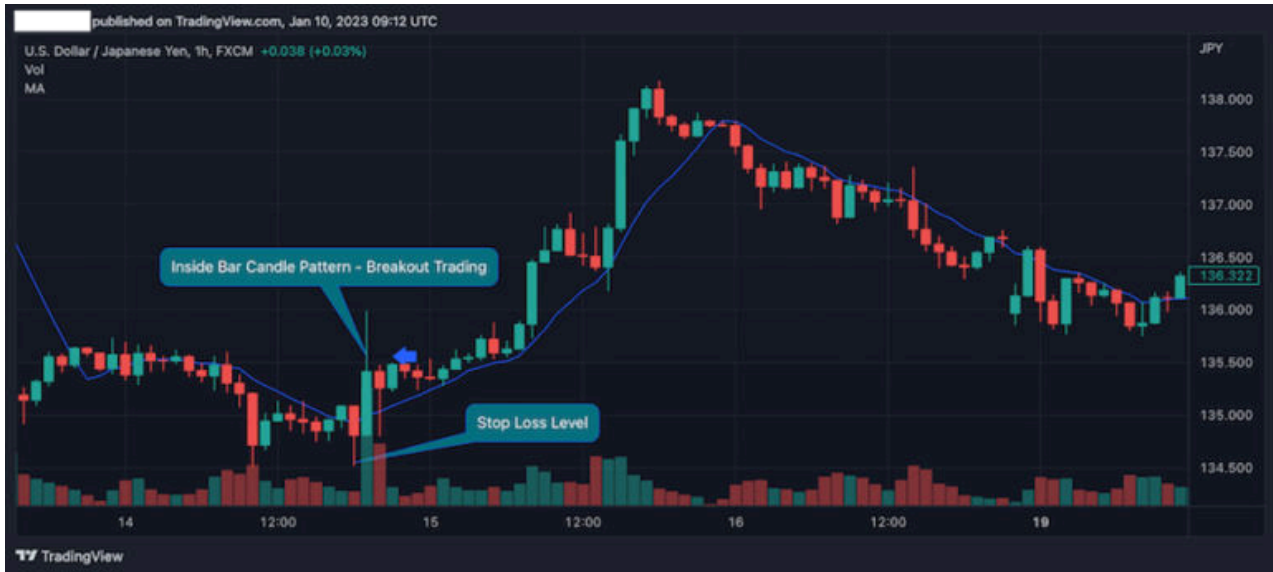 published on TradingView.com, Jan 10, 2023 09:12 UTC
U.S. Dollar / Japanese Yen, 1h, FXCM +0.038 (+0.03%)
JPY
Vol
MA
138.000
137.500
137.000
Inside Bar Candle Pattern - Breakout Trading
136.500
136.322
136.000
135.500
Stop Loss Level
135.000
134.500
14 12:00 15 12:00 16 12:00 19
TradingView